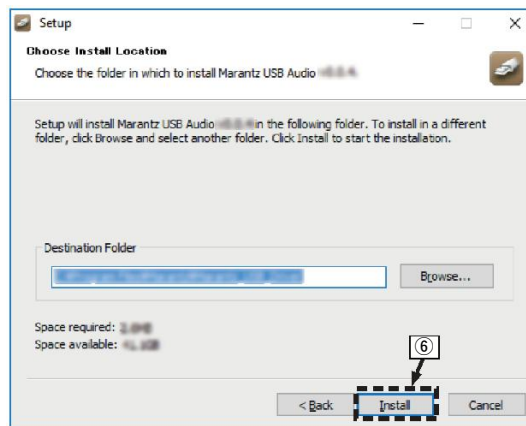 Setup
Choose Install Location
Choose the folder in which to install Marantz USB Audio
Setup will install Marantz USB Audio in the following folder. To install in a different
folder, click Browse and select another folder. Click Install to start the installation.
Destination Folder
Browse...
Space required:
Space available:
⑥
< Back Install Cancel